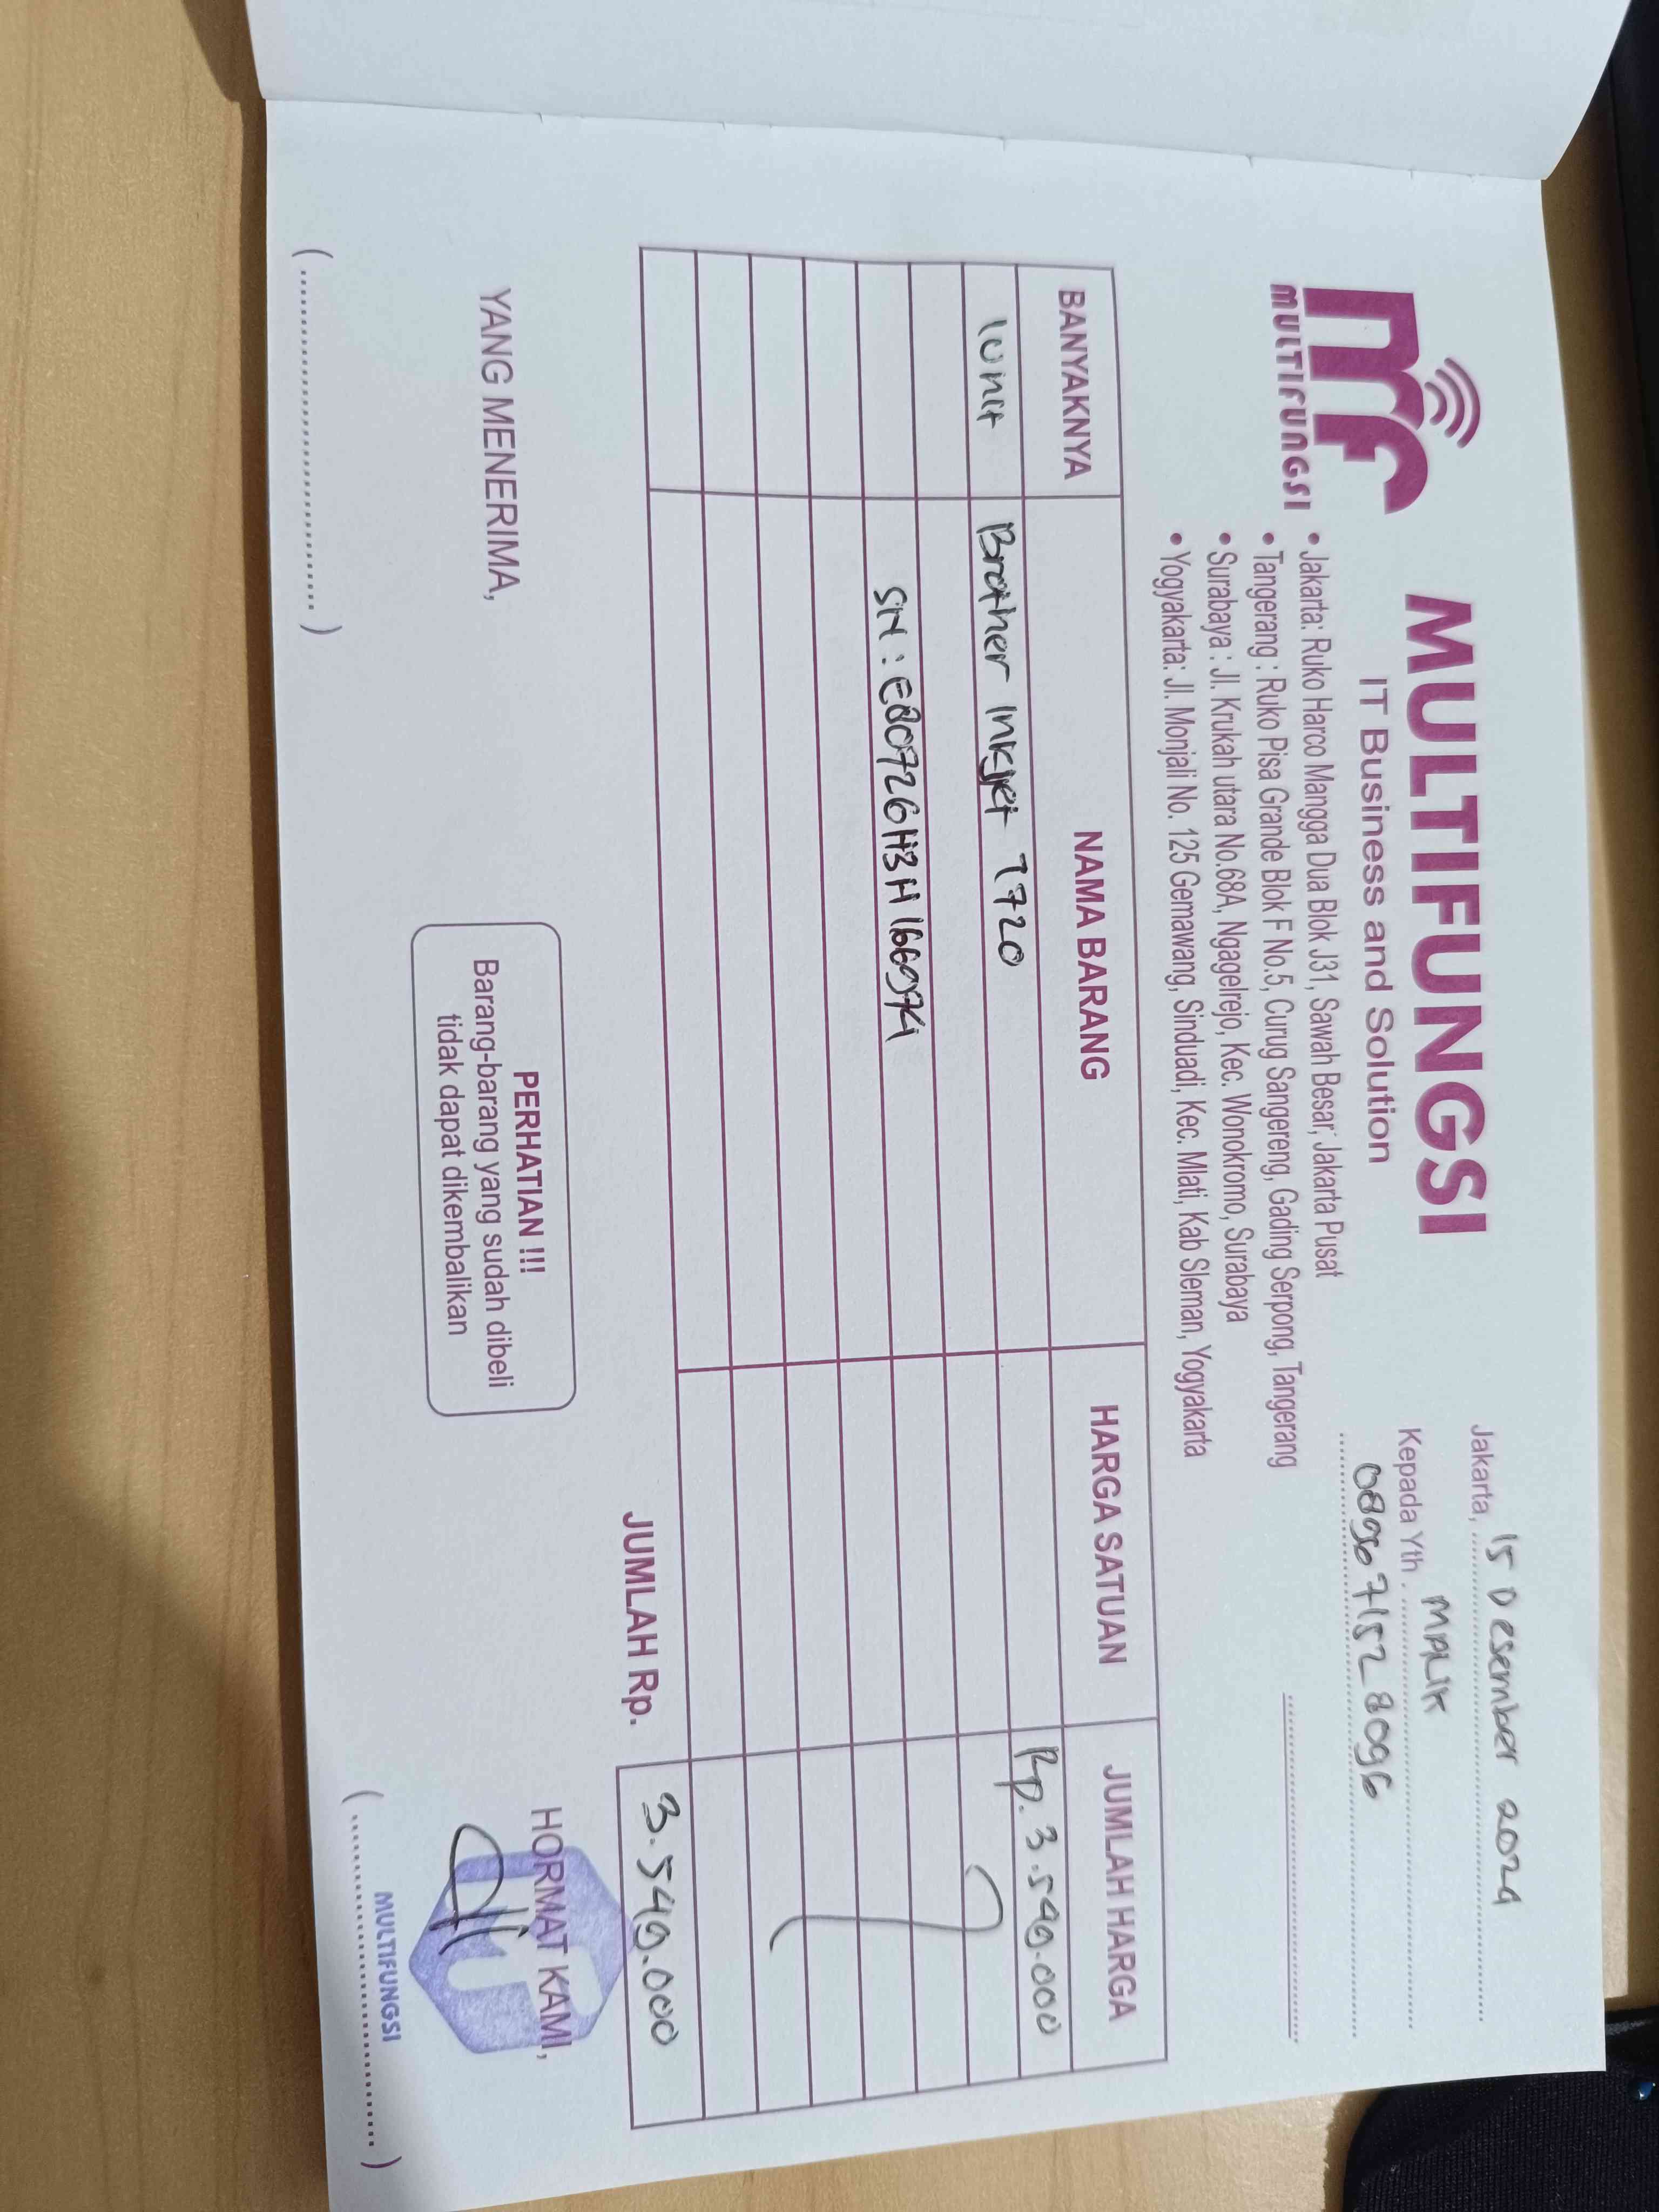 MULTIFUNGSI
MULTIFUNGSI
IT Business and Solution
• Jakarta: Ruko Harco Mangga Dua Blok J31, Sawah Besar, Jakarta Pusat
• Tangerang : Ruko Pisa Grande Blok F No.5, Curug Sangereng, Gading Serpong, Tangerang
• Surabaya : Jl. Krukah utara No.68A, Ngagelrejo, Kec. Wonokromo, Surabaya
• Yogyakarta: Jl. Monjali No. 125 Gemawang, Sinduadi, Kec. Mlati, Kab Sleman, Yogyakarta
Jakarta, 15 Desember 2024
Kepada Yth. MALIK
0896 7152 8096
BANYAKNYA NAMA BARANG HARGA SATUAN JUMLAH HARGA
1 Unit Brother Inkjet T720 Rp. 3.549.000
SN :
JUMLAH Rp. 3.549.000
YANG MENERIMA,
PERHATIAN !!!
Barang-barang yang sudah dibeli
tidak dapat dikembalikan
HORMAT KAMI,
MULTIFUNGSI